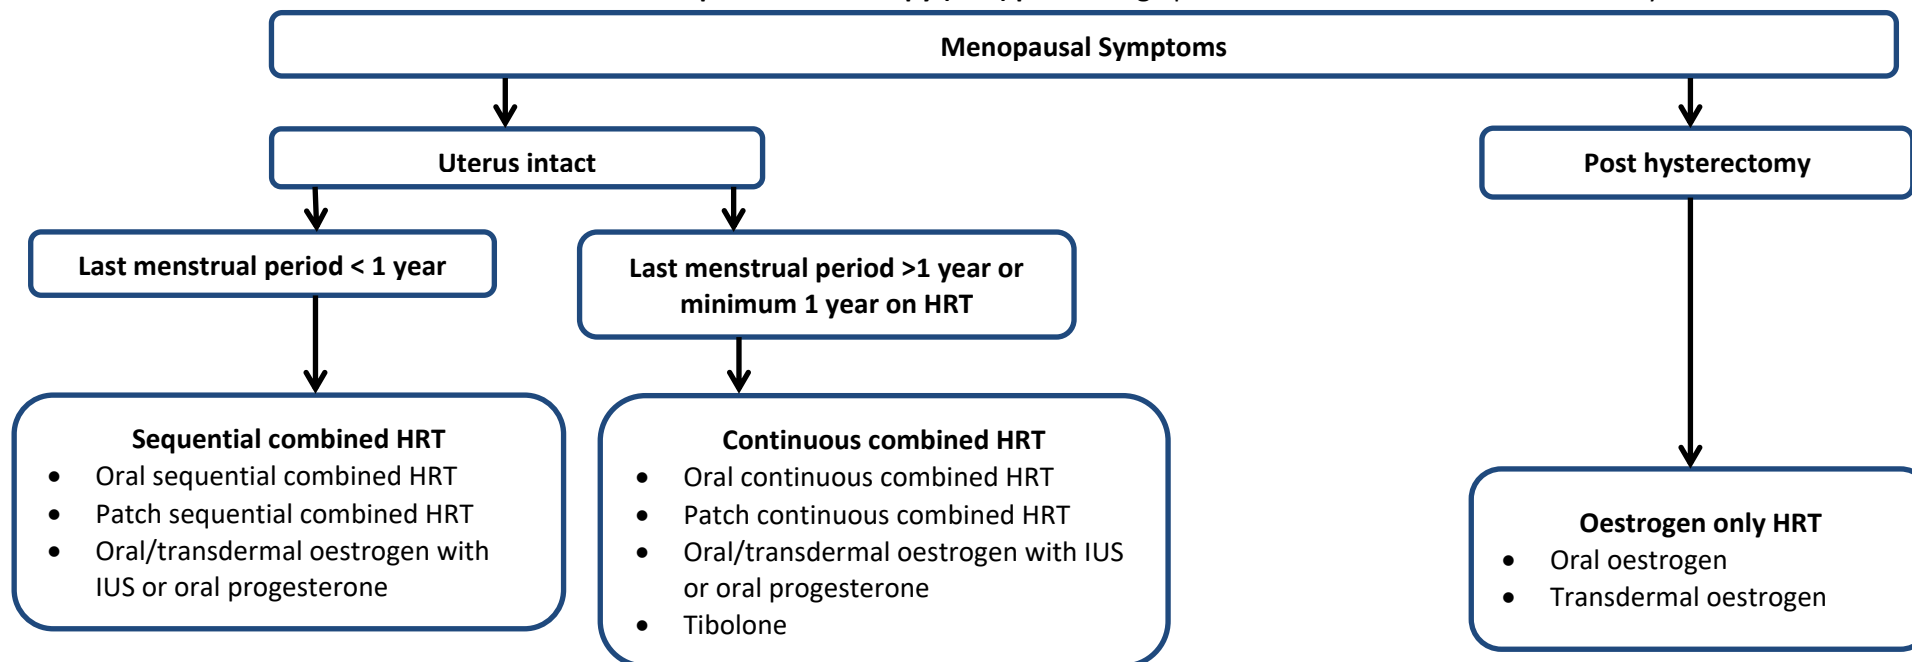 Menopausal Symptoms
Uterus intact
Post hysterectomy
Last menstrual period < 1 year
Last menstrual period >1 year or
minimum 1 year on HRT
Sequential combined HRT
• Oral sequential combined HRT
• Patch sequential combined HRT
• Oral/transdermal oestrogen with
IUS or oral progesterone
Continuous combined HRT
• Oral continuous combined HRT
• Patch continuous combined HRT
• Oral/transdermal oestrogen with IUS
or oral progesterone
• Tibolone
Oestrogen only HRT
• Oral oestrogen
• Transdermal oestrogen